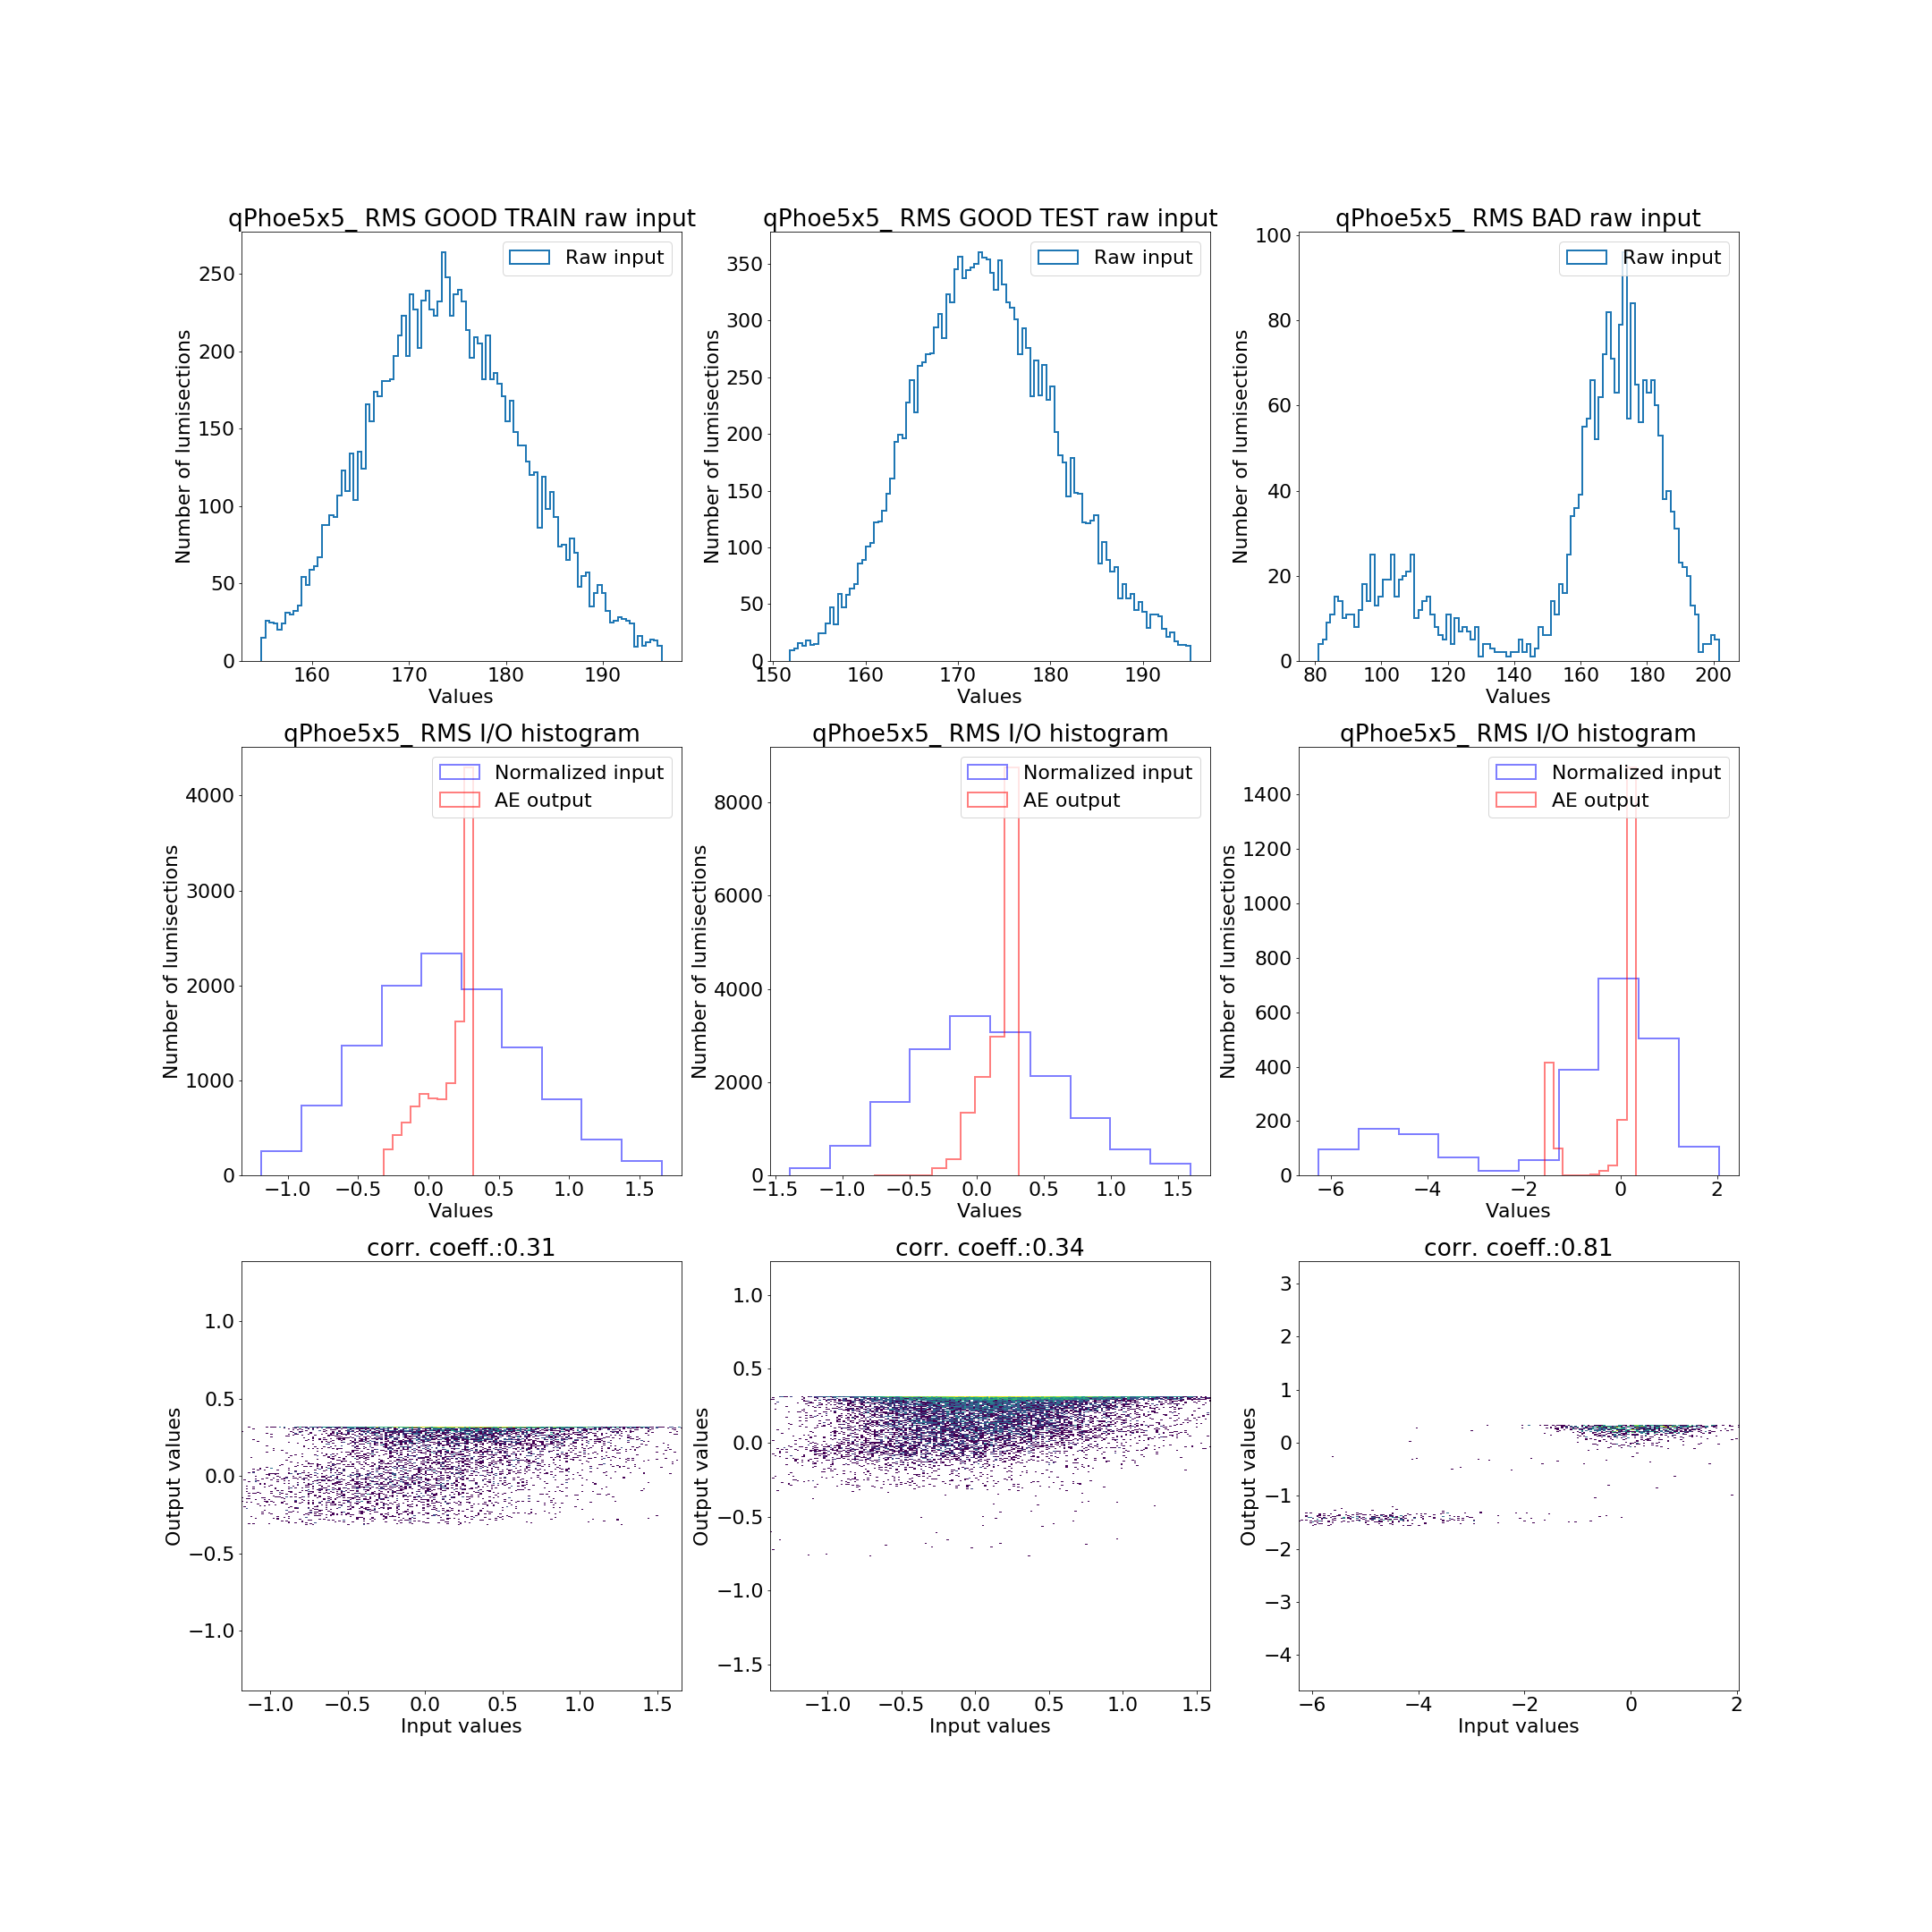 qPhoe5x5_ RMS GOOD TRAIN raw input
Raw input
250
200
150
100
50
0
Number of lumisections
160 170 180 190
Values
qPhoe5x5_ RMS GOOD TEST raw input
Raw input
350
300
250
200
150
100
50
0
Number of lumisections
150 160 170 180 190
Values
qPhoe5x5_ RMS BAD raw input
Raw input
100
80
60
40
20
0
Number of lumisections
80 100 120 140 160 180 200
Values
qPhoe5x5_ RMS I/O histogram
Normalized input
AE output
4000
3000
2000
1000
0
Number of lumisections
−1.0 −0.5 0.0 0.5 1.0 1.5
Values
qPhoe5x5_ RMS I/O histogram
Normalized input
AE output
8000
6000
4000
2000
0
Number of lumisections
−1.5 −1.0 −0.5 0.0 0.5 1.0 1.5
Values
qPhoe5x5_ RMS I/O histogram
Normalized input
AE output
1400
1200
1000
800
600
400
200
0
Number of lumisections
−6 −4 −2 0 2
Values
corr. coeff.:0.31
1.0
0.5
0.0
−0.5
−1.0
Output values
−1.0 −0.5 0.0 0.5 1.0 1.5
Input values
corr. coeff.:0.34
1.0
0.5
0.0
−0.5
−1.0
−1.5
Output values
−1.0 −0.5 0.0 0.5 1.0 1.5
Input values
corr. coeff.:0.81
3
2
1
0
−1
−2
−3
−4
Output values
−6 −4 −2 0 2
Input values